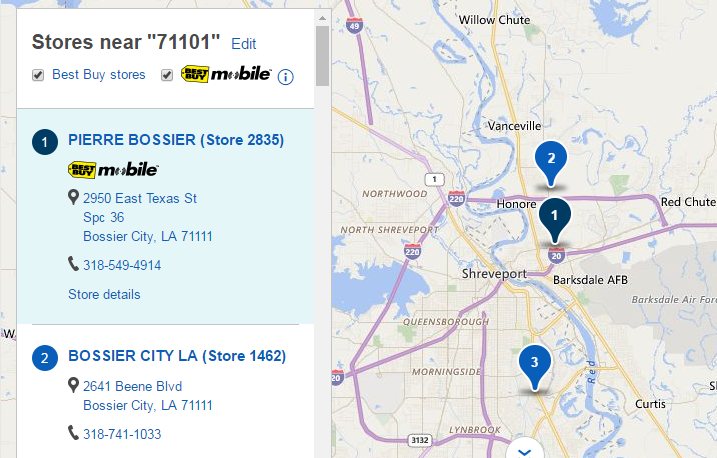 Stores near "71101" Edit
Best Buy stores
BEST BUY mobile™ i
1
PIERRE BOSSIER (Store 2835)
BEST BUY mobile™
2950 East Texas St
Spc 36
Bossier City, LA 71111
318-549-4914
Store details
2
BOSSIER CITY LA (Store 1462)
2641 Beene Blvd
Bossier City, LA 71111
318-741-1033
Willow Chute
49
Vanceville
2
1
NORTHWOOD
220
Honore
Red Chute
1
NORTH SHREVEPORT
220
20
Shreveport
Barksdale AFB
Barksdale Air For
QUEENSBOROUGH
W
3
Red
MORNINGSIDE
20
Curtis
S
LYNBROOK
3132